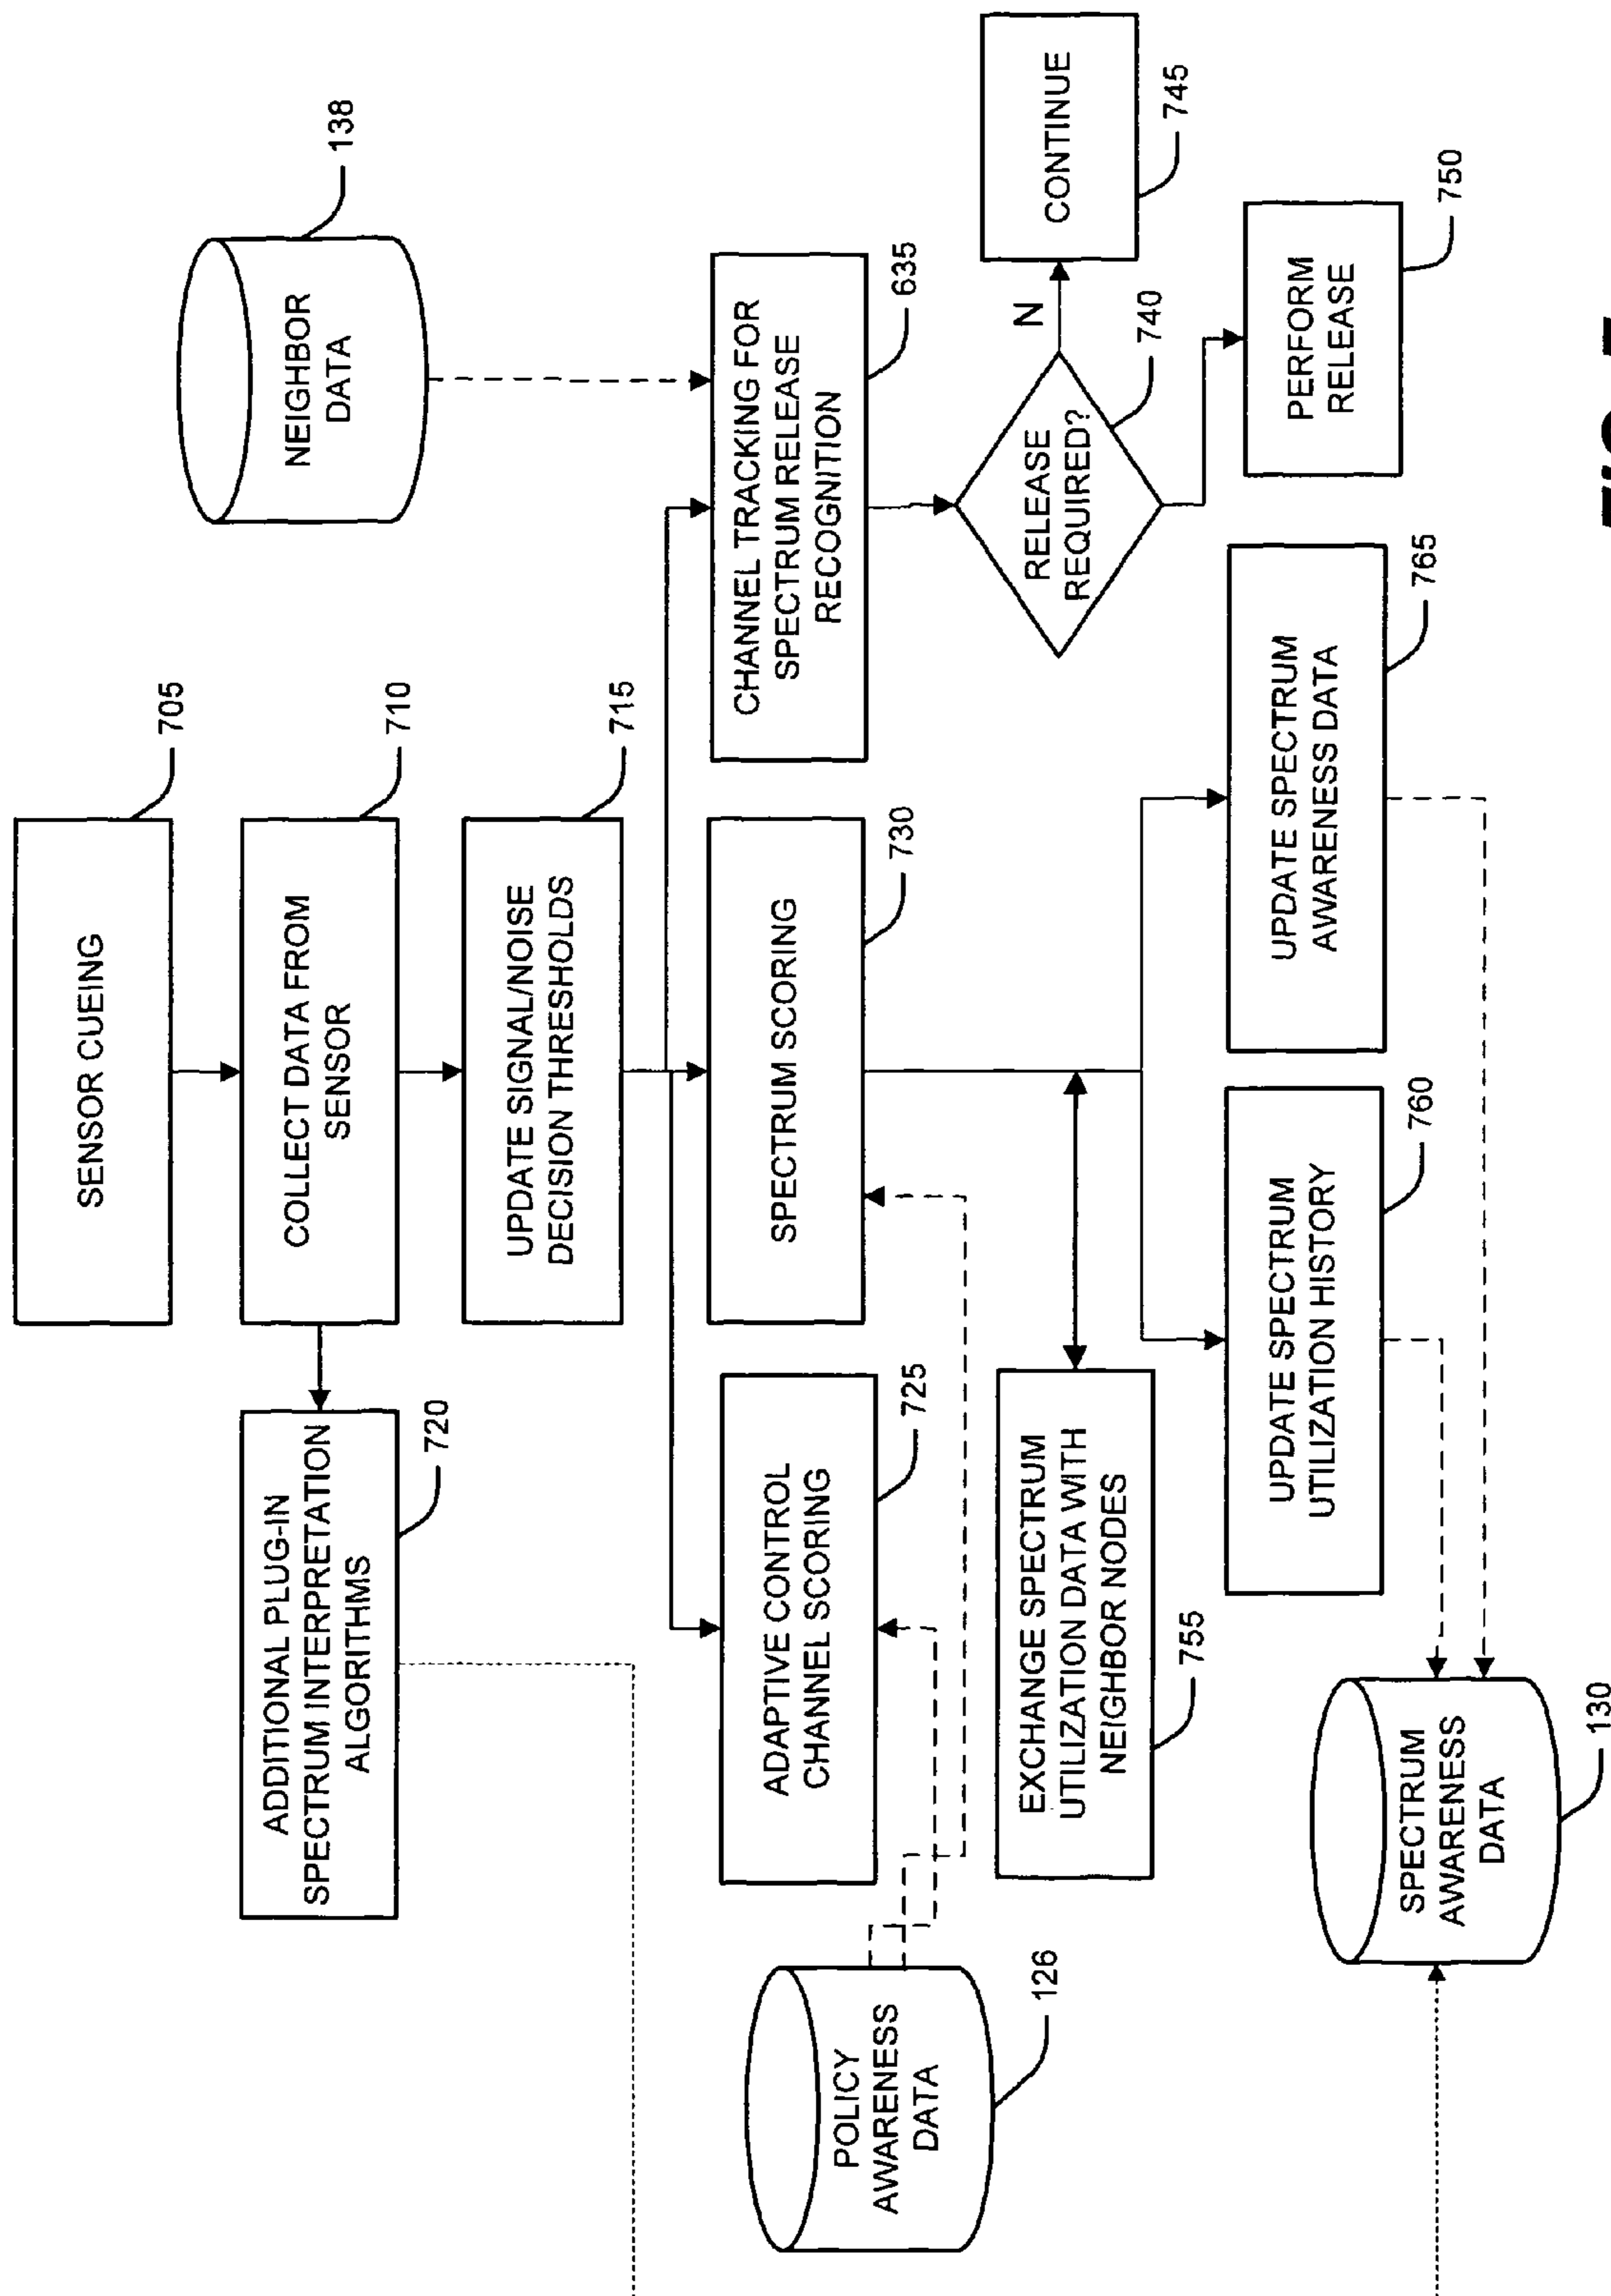 SENSOR CUEING
705
COLLECT DATA FROM
SENSOR
710
ADDITIONAL PLUG-IN
SPECTRUM INTERPRETATION
ALGORITHMS
720
UPDATE SIGNAL/NOISE
DECISION THRESHOLDS
715
NEIGHBOR
DATA
138
POLICY
AWARENESS
DATA
126
ADAPTIVE CONTROL
CHANNEL SCORING
725
SPECTRUM SCORING
730
CHANNEL TRACKING FOR
SPECTRUM RELEASE
RECOGNITION
635
EXCHANGE SPECTRUM
UTILIZATION DATA WITH
NEIGHBOR NODES
755
RELEASE
REQUIRED?
740
N
CONTINUE
745
UPDATE SPECTRUM
UTILIZATION HISTORY
760
UPDATE SPECTRUM
AWARENESS DATA
765
PERFORM
RELEASE
750
SPECTRUM
AWARENESS
DATA
130